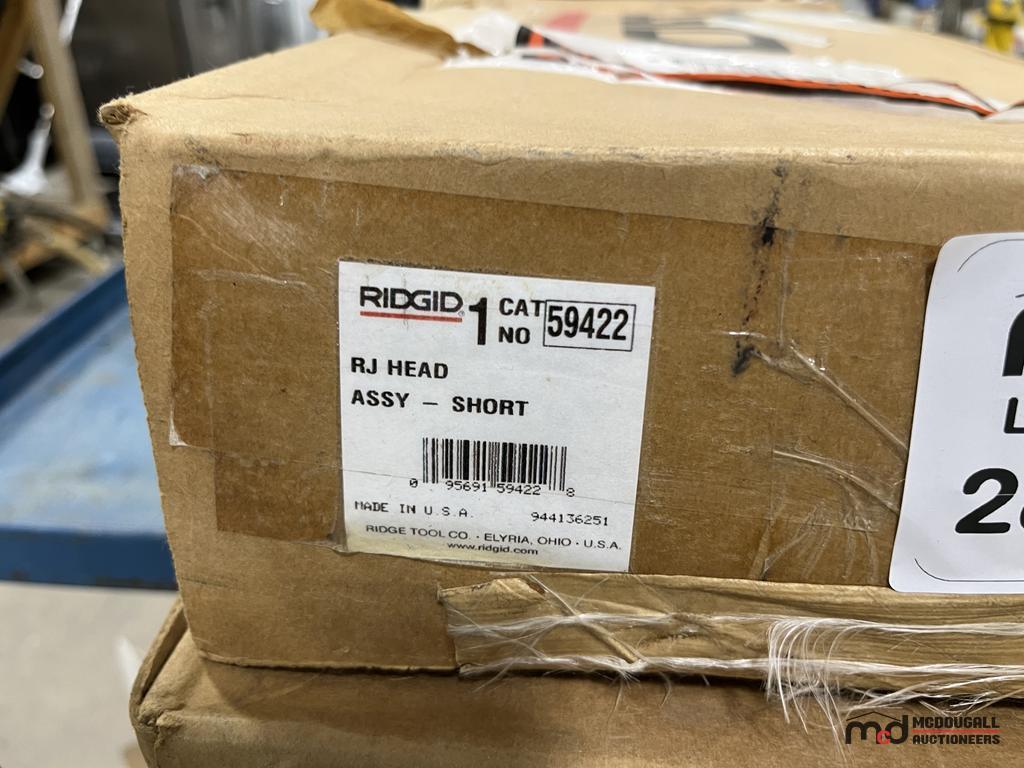 RIDGID® 1 CAT NO 59422
RJ HEAD
ASSY – SHORT
0 95691 59422 8
MADE IN U.S.A. 944136251
RIDGE TOOL CO. · ELYRIA, OHIO · U.S.A.
www.ridgid.com
mcd MCDOUGALL
AUCTIONEERS